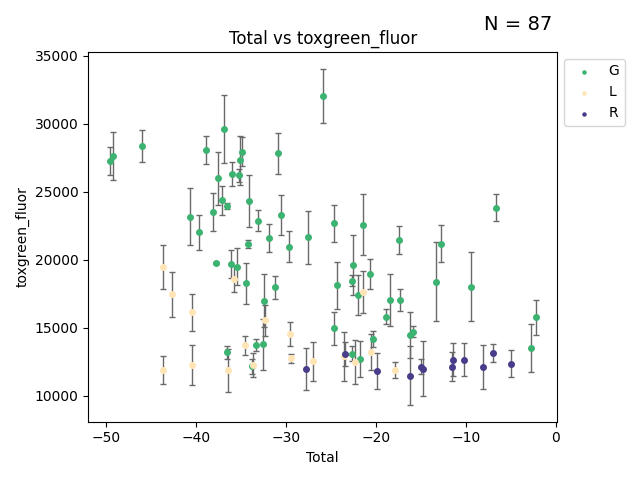 N = 87
Total vs toxgreen_fluor
35000
30000
25000
20000
15000
10000
toxgreen_fluor
−50
−40
−30
−20
−10
0
Total
G
L
R